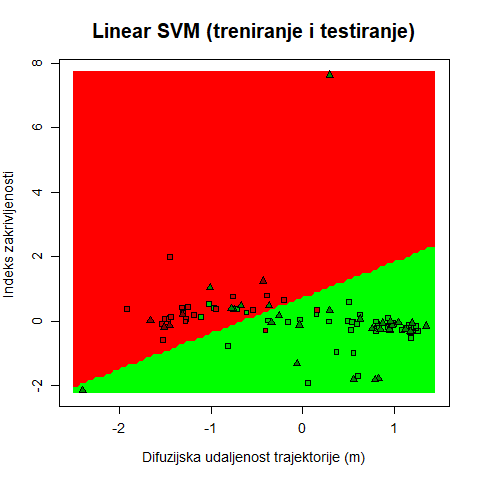 Linear SVM (treniranje i testiranje)
Indeks zakrivljenosti
8
6
4
2
0
-2
-2 -1 0 1
Difuzijska udaljenost trajektorije (m)